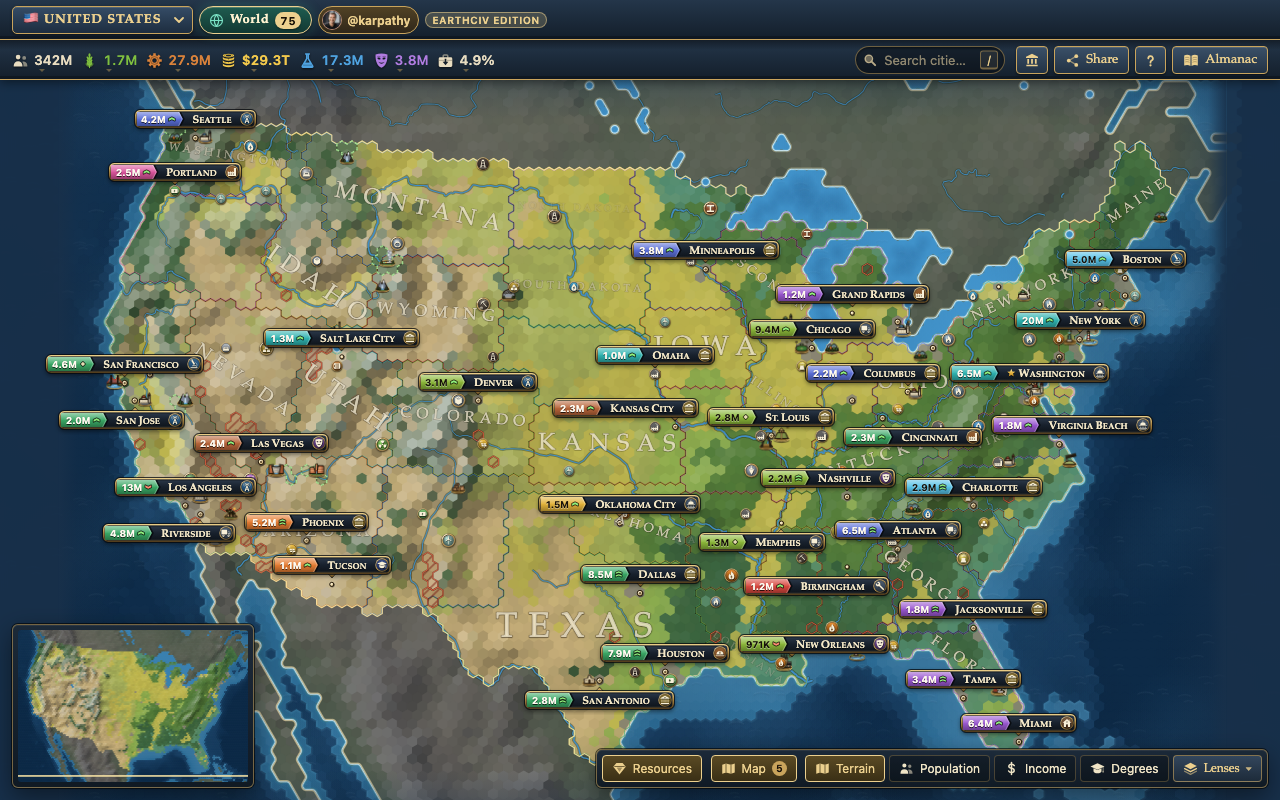 UNITED STATES
World 75
@karpathy
EARTHCIV EDITION
342M
1.7M
27.9M
$29.3T
17.3M
3.8M
4.9%
Search citie… /
Share
?
Almanac
4.2M SEATTLE
WASHINGTON
2.5M PORTLAND
MONTANA
MAINE
3.8M MINNEAPOLIS
5.0M BOSTON
IDAHO
WYOMING
SOUTH DAKOTA
1.2M GRAND RAPIDS
NEW YORK
20M NEW YORK
9.4M CHICAGO
1.3M SALT LAKE CITY
IOWA
1.0M OMAHA
4.6M SAN FRANCISCO
NEVADA
UTAH
3.1M DENVER
2.2M COLUMBUS
6.5M WASHINGTON
2.0M SAN JOSE
COLORADO
2.3M KANSAS CITY
2.8M ST. LOUIS
1.8M VIRGINIA BEACH
2.4M LAS VEGAS
KANSAS
2.3M CINCINNATI
2.2M NASHVILLE
13M LOS ANGELES
2.9M CHARLOTTE
1.5M OKLAHOMA CITY
5.2M PHOENIX
4.8M RIVERSIDE
6.5M ATLANTA
1.3M MEMPHIS
1.1M TUCSON
8.5M DALLAS
1.2M BIRMINGHAM
1.8M JACKSONVILLE
TEXAS
971K NEW ORLEANS
7.9M HOUSTON
3.4M TAMPA
2.8M SAN ANTONIO
6.4M MIAMI
Resources
Map 5
Terrain
Population
$ Income
Degrees
Lenses